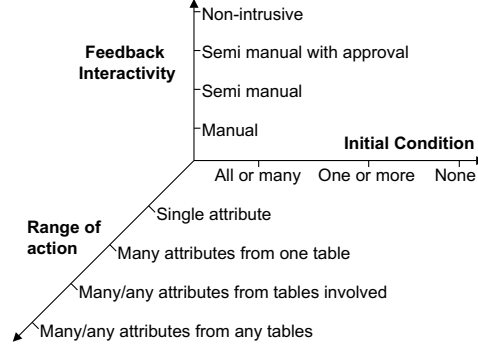 Non-intrusive
Feedback
Interactivity
Semi manual with approval
Semi manual
Manual
Initial Condition
All or many
One or more
None
Range of
action
Single attribute
Many attributes from one table
Many/any attributes from tables involved
Many/any attributes from any tables